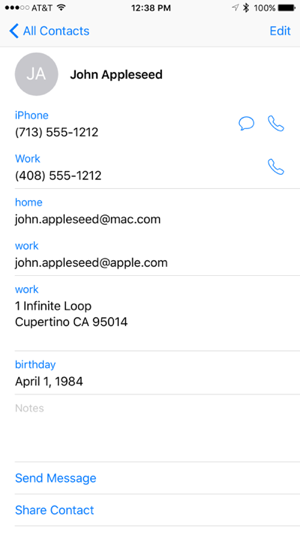 AT&T 12:38 PM 100%
All Contacts Edit
JA John Appleseed
iPhone
(713) 555-1212
Work
(408) 555-1212
home
john.appleseed@mac.com
work
john.appleseed@apple.com
work
1 Infinite Loop
Cupertino CA 95014
birthday
April 1, 1984
Notes
Send Message
Share Contact